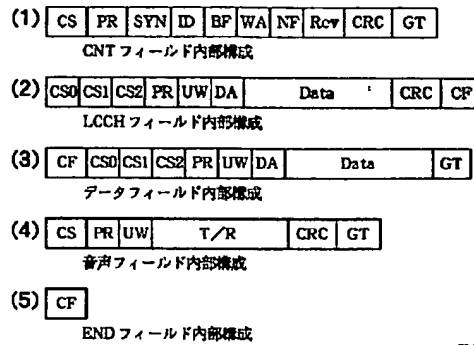 (1) CS PR SYN ID BF WA NF Rcv CRC GT
CNTフィールド内部構成
(2) CS0 CS1 CS2 PR UW DA Data CRC CF
LCCHフィールド内部構成
(3) CF CS0 CS1 CS2 PR UW DA Data GT
データフィールド内部構成
(4) CS PR UW T/R CRC GT
音声フィールド内部構成
(5) CF
ENDフィールド内部構成